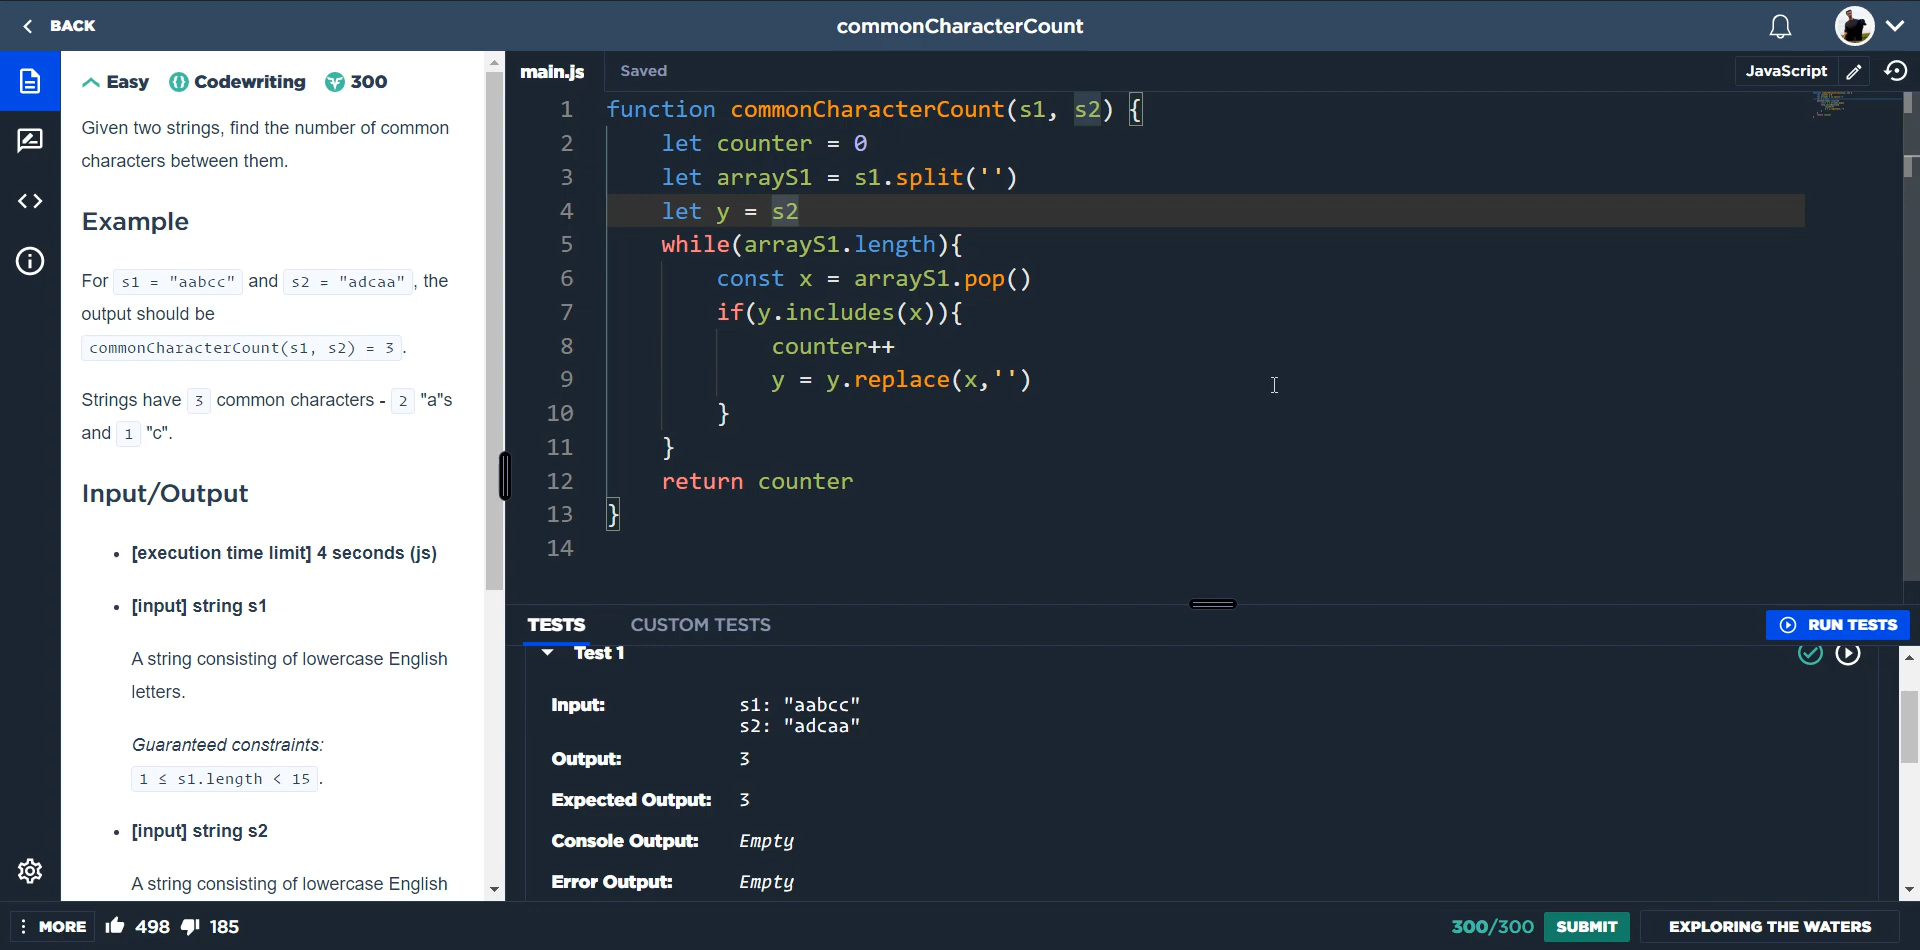 BACK
commonCharacterCount
Easy Codewriting 300
Given two strings, find the number of common
characters between them.
Example
For s1 = "aabcc" and s2 = "adcaa", the
output should be
commonCharacterCount(s1, s2) = 3.
Strings have 3 common characters - 2 "a"s
and 1 "c".
Input/Output
• [execution time limit] 4 seconds (js)
• [input] string s1
A string consisting of lowercase English
letters.
Guaranteed constraints:
1 ≤ s1.length < 15.
• [input] string s2
A string consisting of lowercase English
main.js Saved JavaScript
1 function commonCharacterCount(s1, s2) {
2 let counter = 0
3 let arrayS1 = s1.split('')
4 let y = s2
5 while(arrayS1.length){
6 const x = arrayS1.pop()
7 if(y.includes(x)){
8 counter++
9 y = y.replace(x,'')
10 }
11 }
12 return counter
13 }
14
TESTS CUSTOM TESTS RUN TESTS
Test 1
Input: s1: "aabcc"
s2: "adcaa"
Output: 3
Expected Output: 3
Console Output: Empty
Error Output: Empty
MORE 498 185 300/300 SUBMIT EXPLORING THE WATERS